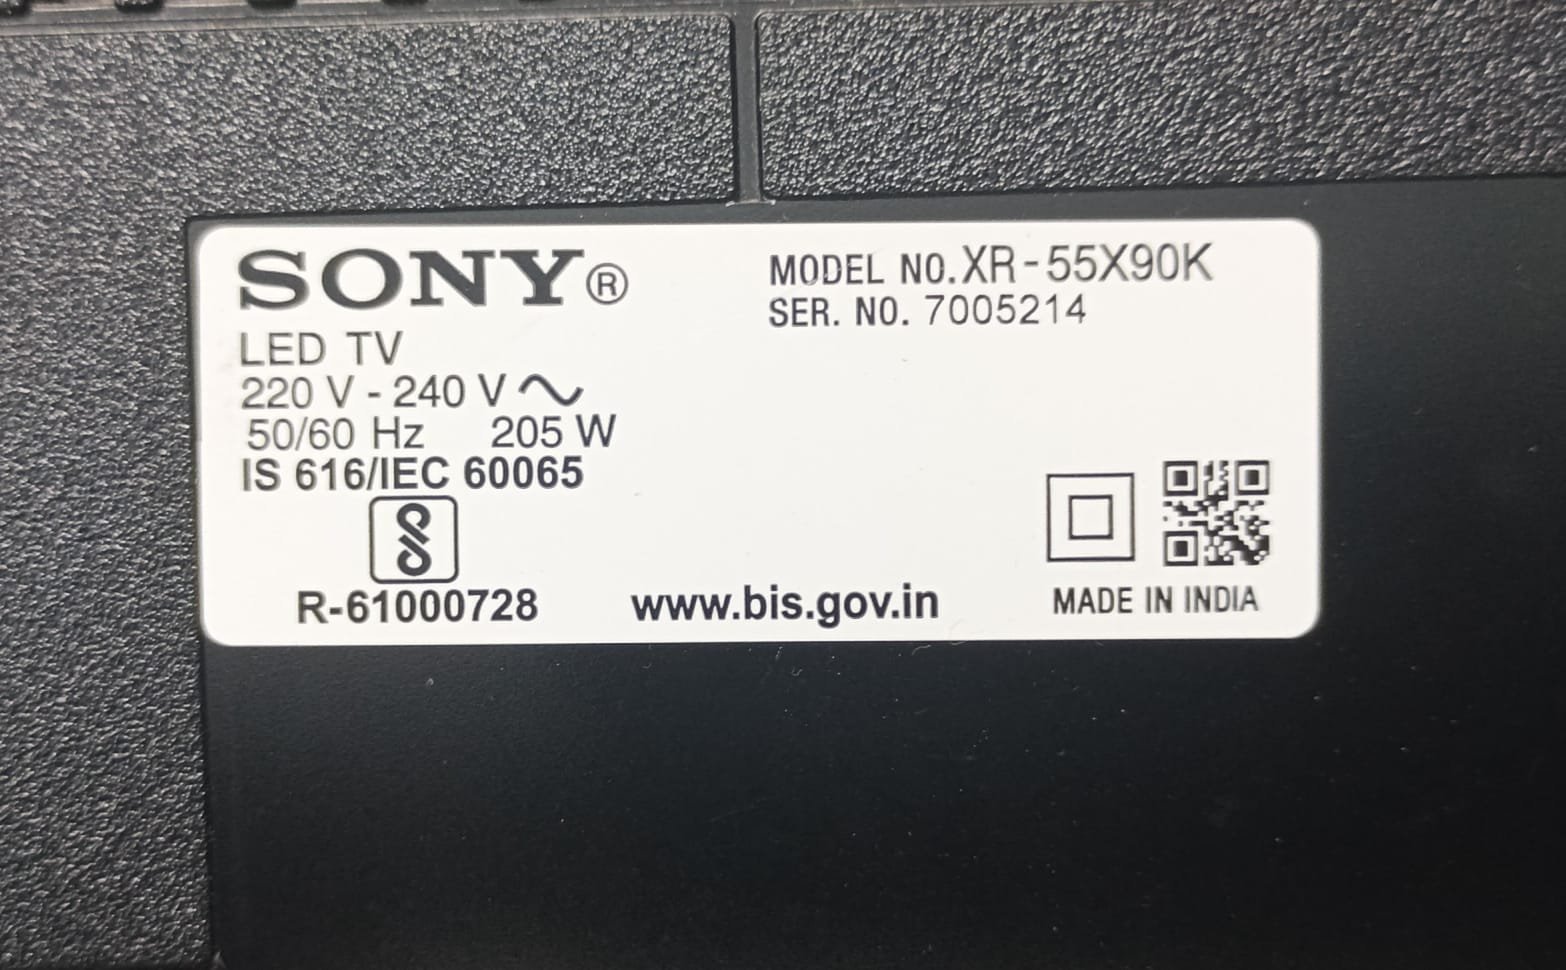 SONY®
MODEL NO. XR-55X90K
SER. NO. 7005214
LED TV
220 V - 240 V ~
50/60 Hz 205 W
IS 616/IEC 60065
R-61000728
www.bis.gov.in
MADE IN INDIA